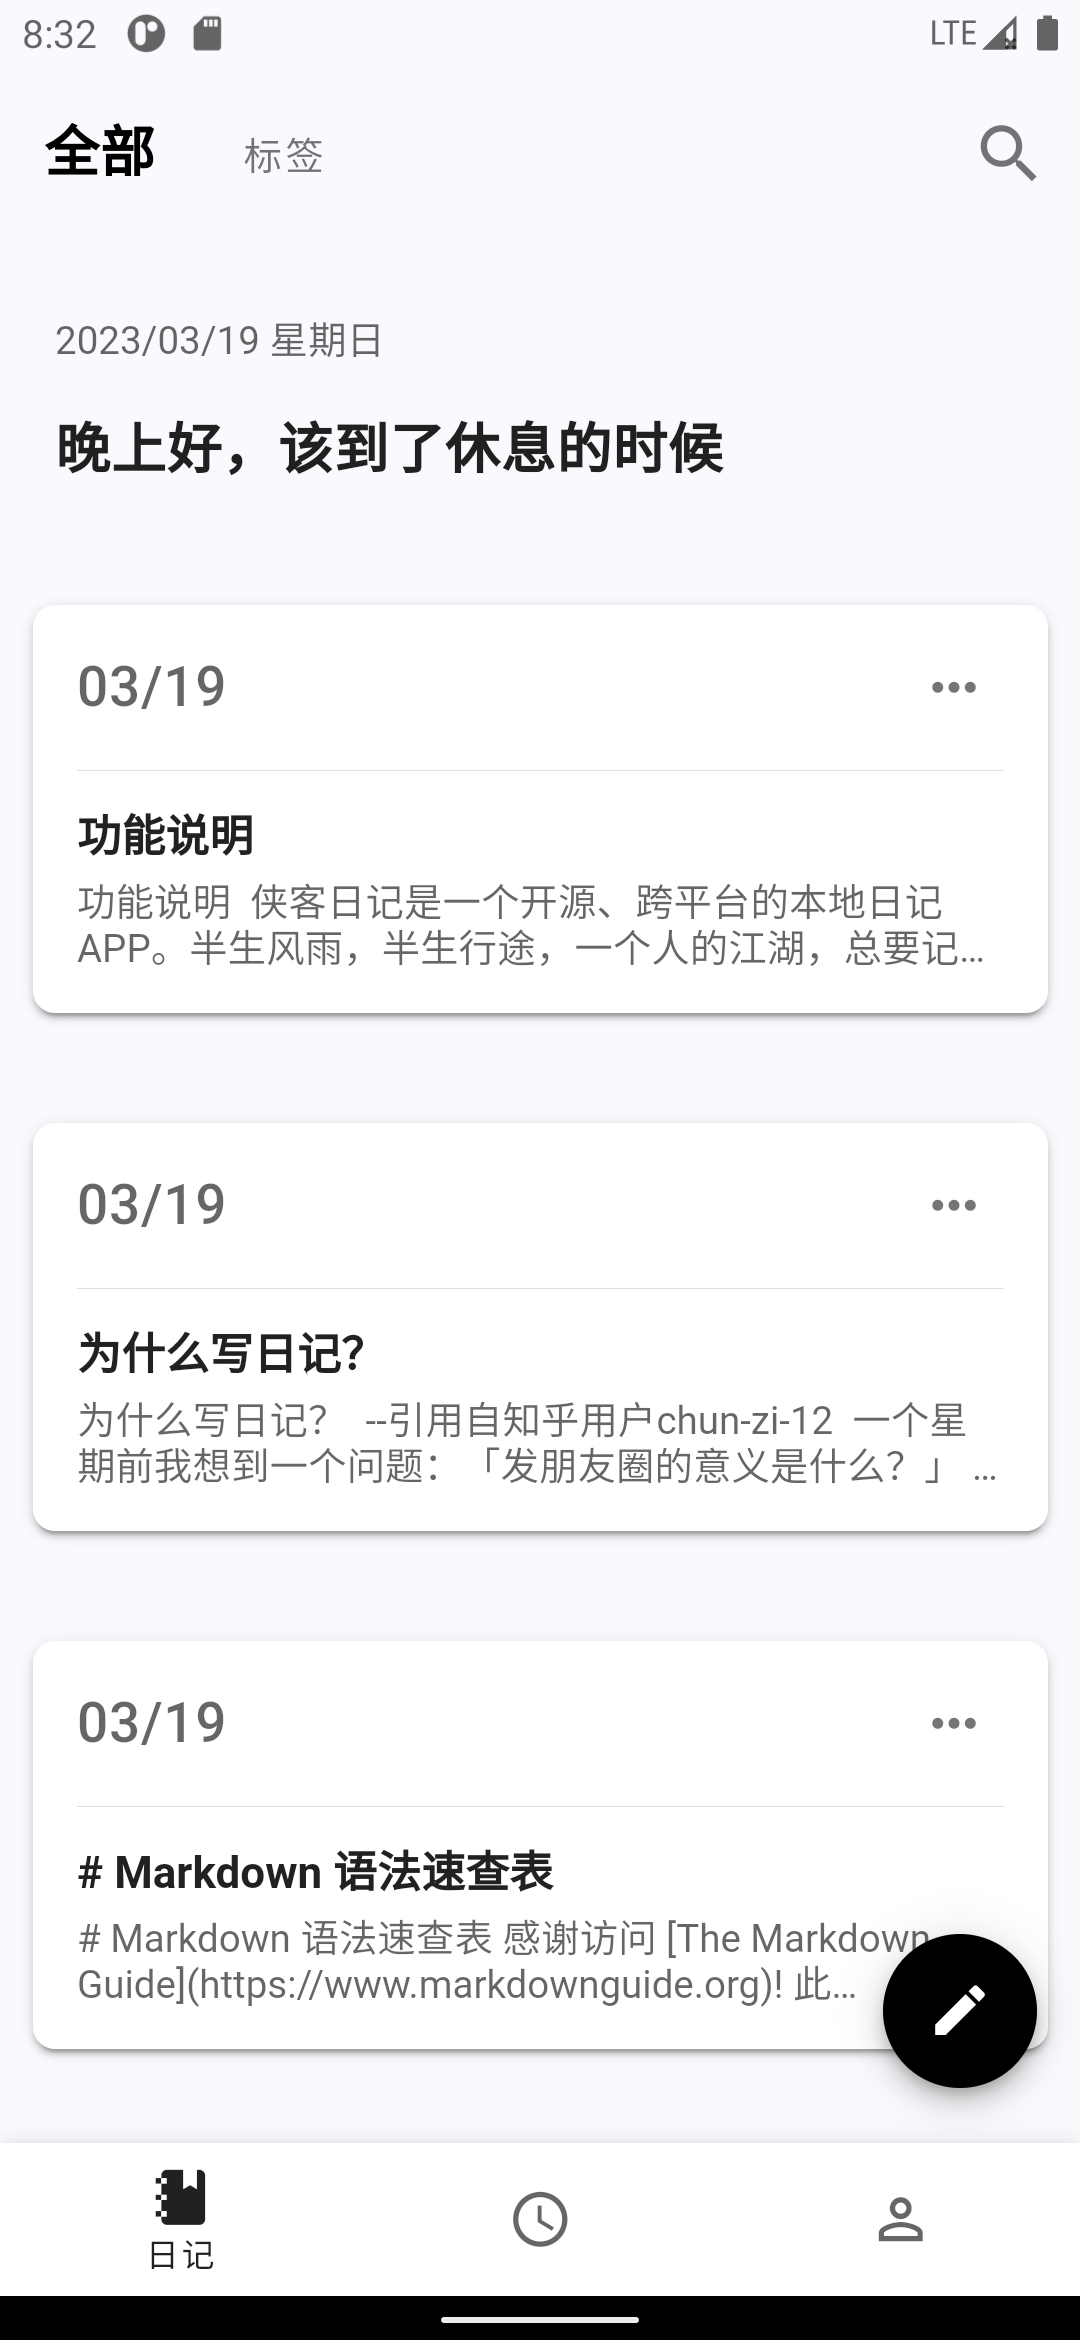 8:32
LTE
全部
标签
2023/03/19 星期日
晚上好，该到了休息的时候
03/19
功能说明
功能说明  侠客日记是一个开源、跨平台的本地日记
APP。半生风雨，半生行途，一个人的江湖，总要记...
03/19
为什么写日记？
为什么写日记？  --引用自知乎用户chun-zi-12  一个星
期前我想到一个问题：「发朋友圈的意义是什么？」 ...
03/19
# Markdown 语法速查表
# Markdown 语法速查表 感谢访问 [The Markdown
Guide](https://www.markdownguide.org)! 此...
日记